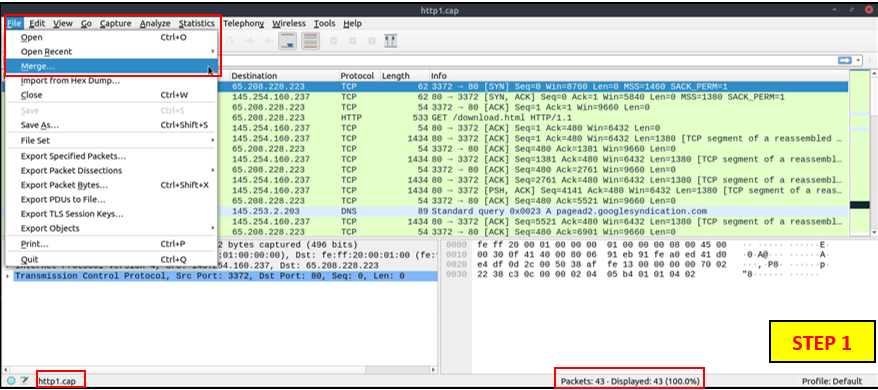 http1.cap
File Edit View Go Capture Analyze Statistics Telephony Wireless Tools Help
Open Ctrl+O
Open Recent
Merge...
Import from Hex Dump...
Close Ctrl+W
Save Ctrl+S
Save As... Ctrl+Shift+S
File Set
Export Specified Packets...
Export Packet Dissections
Export Packet Bytes... Ctrl+Shift+X
Export PDUs to File...
Export TLS Session Keys...
Export Objects
Print... Ctrl+P
Quit Ctrl+Q
Destination Protocol Length Info
65.208.228.223 TCP 62 3372 → 80 [SYN] Seq=0 Win=8760 Len=0 MSS=1460 SACK_PERM=1
145.254.160.237 TCP 62 80 → 3372 [SYN, ACK] Seq=0 Ack=1 Win=5840 Len=0 MSS=1380 SACK_PERM=1
65.208.228.223 TCP 54 3372 → 80 [ACK] Seq=1 Ack=1 Win=9660 Len=0
65.208.228.223 HTTP 533 GET /download.html HTTP/1.1
145.254.160.237 TCP 54 80 → 3372 [ACK] Seq=1 Ack=480 Win=6432 Len=0
145.254.160.237 TCP 1434 80 → 3372 [ACK] Seq=1 Ack=480 Win=6432 Len=1380 [TCP segment of a reassembled ...
65.208.228.223 TCP 54 3372 → 80 [ACK] Seq=480 Ack=1381 Win=9660 Len=0
145.254.160.237 TCP 1434 80 → 3372 [ACK] Seq=1381 Ack=480 Win=6432 Len=1380 [TCP segment of a reassembl...
65.208.228.223 TCP 54 3372 → 80 [ACK] Seq=480 Ack=2761 Win=9660 Len=0
145.254.160.237 TCP 1434 80 → 3372 [ACK] Seq=2761 Ack=480 Win=6432 Len=1380 [TCP segment of a reassembl...
145.254.160.237 TCP 1434 80 → 3372 [PSH, ACK] Seq=4141 Ack=480 Win=6432 Len=1380 [TCP segment of a reas...
65.208.228.223 TCP 54 3372 → 80 [ACK] Seq=480 Ack=5521 Win=9660 Len=0
145.253.2.203 DNS 89 Standard query 0x0023 A pagead2.googlesyndication.com
145.254.160.237 TCP 1434 80 → 3372 [ACK] Seq=5521 Ack=480 Win=6432 Len=1380 [TCP segment of a reassembl...
65.208.228.223 TCP 54 3372 → 80 [ACK] Seq=480 Ack=6901 Win=9660 Len=0
2 bytes captured (496 bits)
:01:00:00:00), Dst: fe:ff:20:00:01:00 (fe:
Transmission Control Protocol, Src Port: 3372, Dst Port: 80, Seq: 0, Len: 0
0000 fe ff 20 00 01 00 00 00 01 00 00 00 08 00 45 00 ·· ····· ······E·
0010 00 30 0f 41 40 00 80 06 91 eb 91 fe a0 ed 41 d0 ·0·A@··· ······A·
0020 e4 df 0d 2c 00 50 38 af fe 13 00 00 00 00 70 02 ···,·P8· ······p·
0030 22 38 c3 0c 00 00 02 04 05 b4 01 01 04 02 "8······ ······
STEP 1
http1.cap Packets: 43 · Displayed: 43 (100.0%) Profile: Default